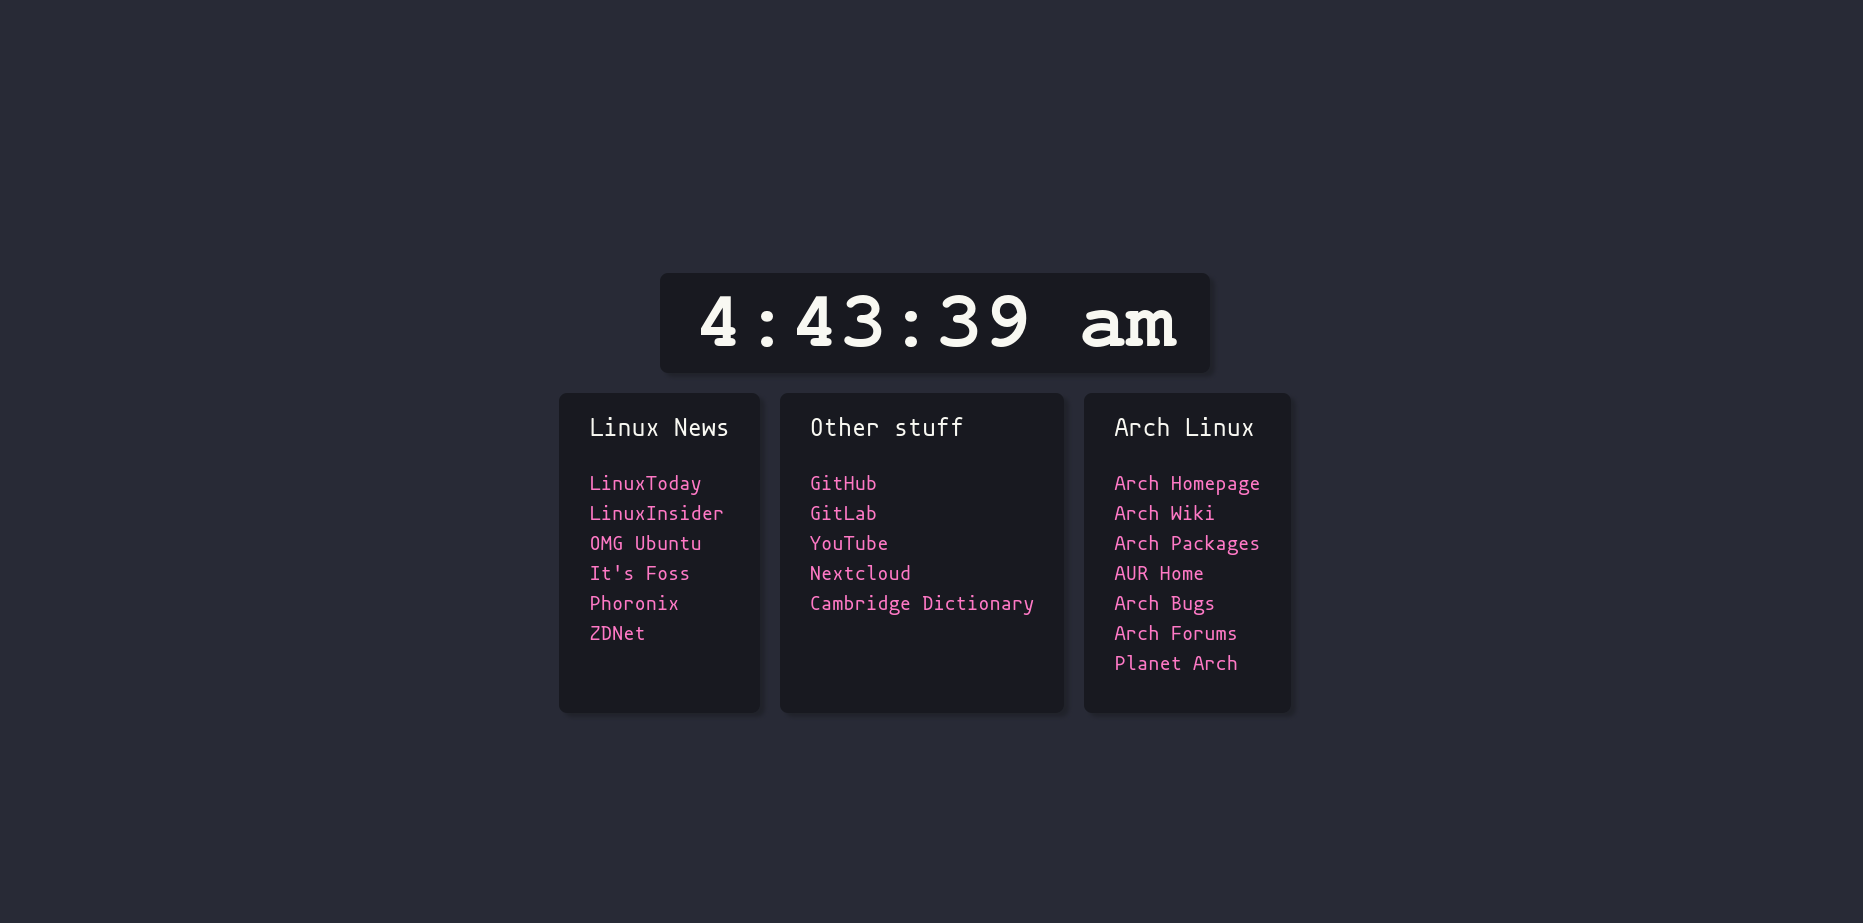 4:43:39 am
Linux News
LinuxToday
LinuxInsider
OMG Ubuntu
It's Foss
Phoronix
ZDNet
Other stuff
GitHub
GitLab
YouTube
Nextcloud
Cambridge Dictionary
Arch Linux
Arch Homepage
Arch Wiki
Arch Packages
AUR Home
Arch Bugs
Arch Forums
Planet Arch